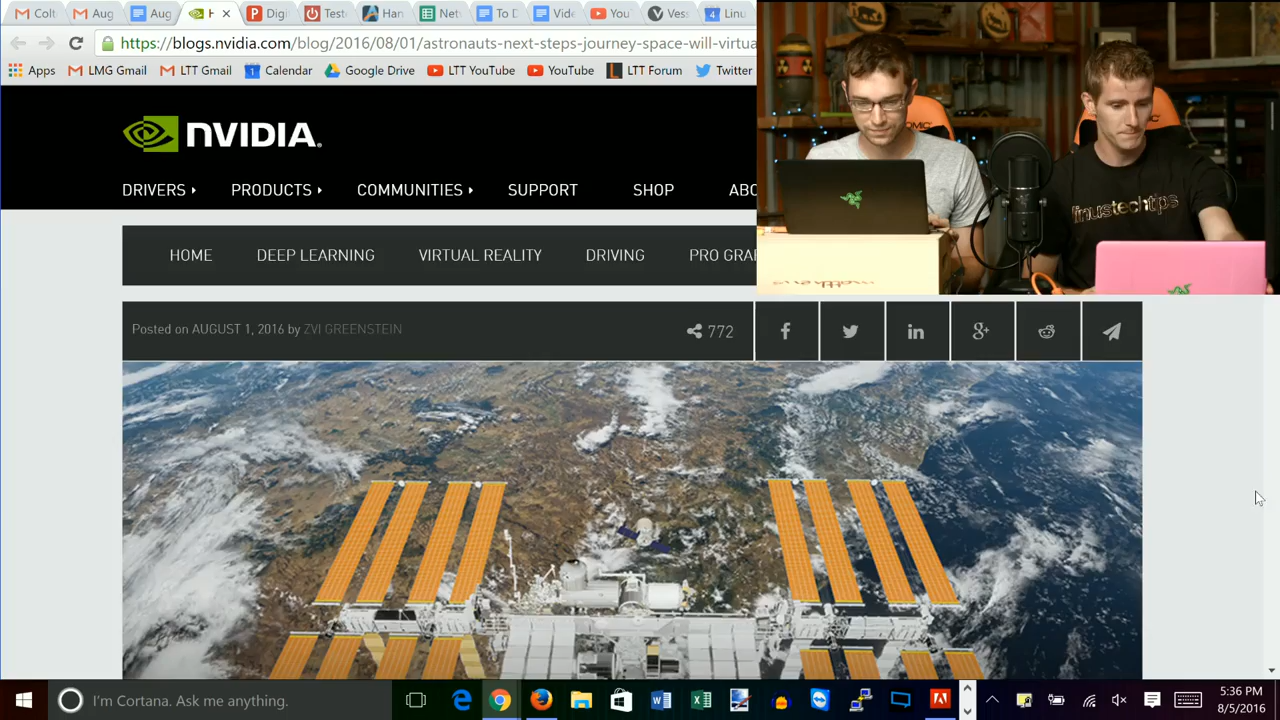 Colt
Aug
Aug
H
Digi
Test
Han
Net
To D
Vide
You
Vess
Linu
https://blogs.nvidia.com/blog/2016/08/01/astronauts-next-steps-journey-space-will-virtua
Apps
LMG Gmail
LTT Gmail
Calendar
Google Drive
LTT YouTube
YouTube
LTT Forum
Twitter
NVIDIA.
DRIVERS
PRODUCTS
COMMUNITIES
SUPPORT
SHOP
ABO
HOME
DEEP LEARNING
VIRTUAL REALITY
DRIVING
PRO GRA
linustechtips
Posted on AUGUST 1, 2016 by ZVI GREENSTEIN
772
I'm Cortana. Ask me anything.
5:36 PM
8/5/2016